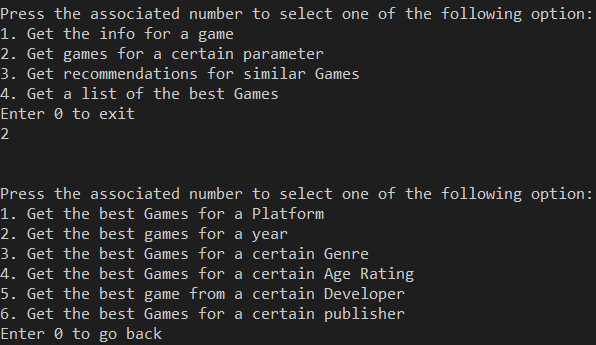 Press the associated number to select one of the following option:
1. Get the info for a game
2. Get games for a certain parameter
3. Get recommendations for similar Games
4. Get a list of the best Games
Enter 0 to exit
2
Press the associated number to select one of the following option:
1. Get the best Games for a Platform
2. Get the best games for a year
3. Get the best Games for a certain Genre
4. Get the best Games for a certain Age Rating
5. Get the best game from a certain Developer
6. Get the best Games for a certain publisher
Enter 0 to go back